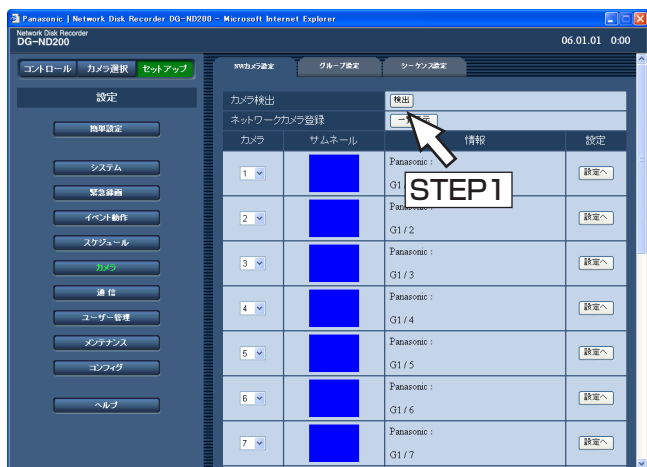 Panasonic | Network Disk Recorder DG-ND200 - Microsoft Internet Explorer
Network Disk Recorder
DG-ND200
06.01.01 0:00
コントロール カメラ選択 セットアップ
NWカメラ設定 グループ設定 シーケンス設定
設定
簡単設定
システム
緊急録画
イベント動作
スケジュール
カメラ
通信
ユーザー管理
メンテナンス
コンフィグ
ヘルプ
カメラ検出 検出
ネットワークカメラ登録
カメラ サムネール 情報 設定
1 Panasonic : 設定へ
STEP1
2 設定へ
G1 / 2
3 Panasonic : 設定へ
G1 / 3
4 Panasonic : 設定へ
G1 / 4
5 Panasonic : 設定へ
G1 / 5
6 Panasonic : 設定へ
G1 / 6
7 Panasonic : 設定へ
G1 / 7